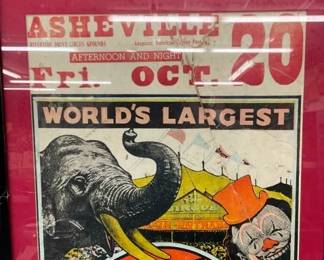 ASHEVILLE
AFTERNOON AND NIGHT
Fri. OCT. 20
WORLD'S LARGEST